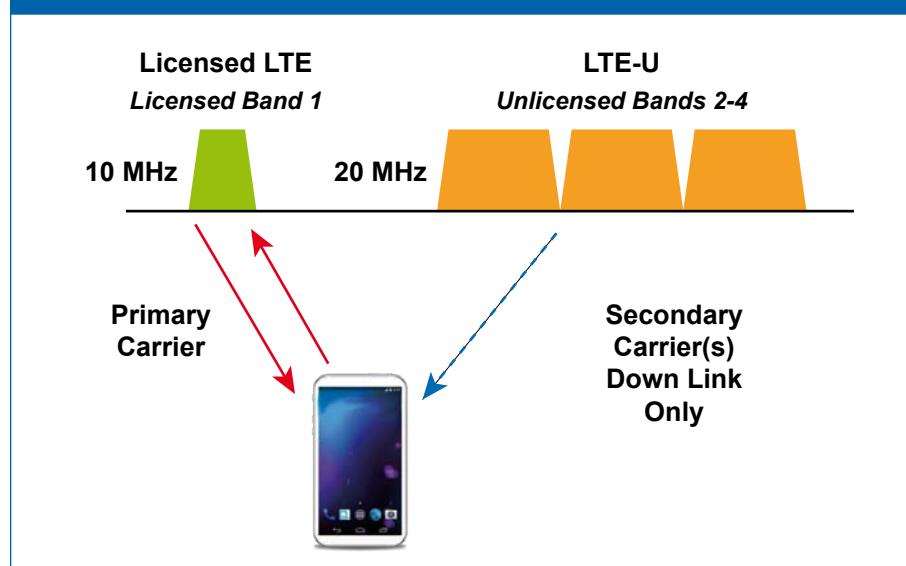 Licensed LTE
Licensed Band 1
LTE-U
Unlicensed Bands 2-4
10 MHz
20 MHz
Primary
Carrier
Secondary
Carrier(s)
Down Link
Only